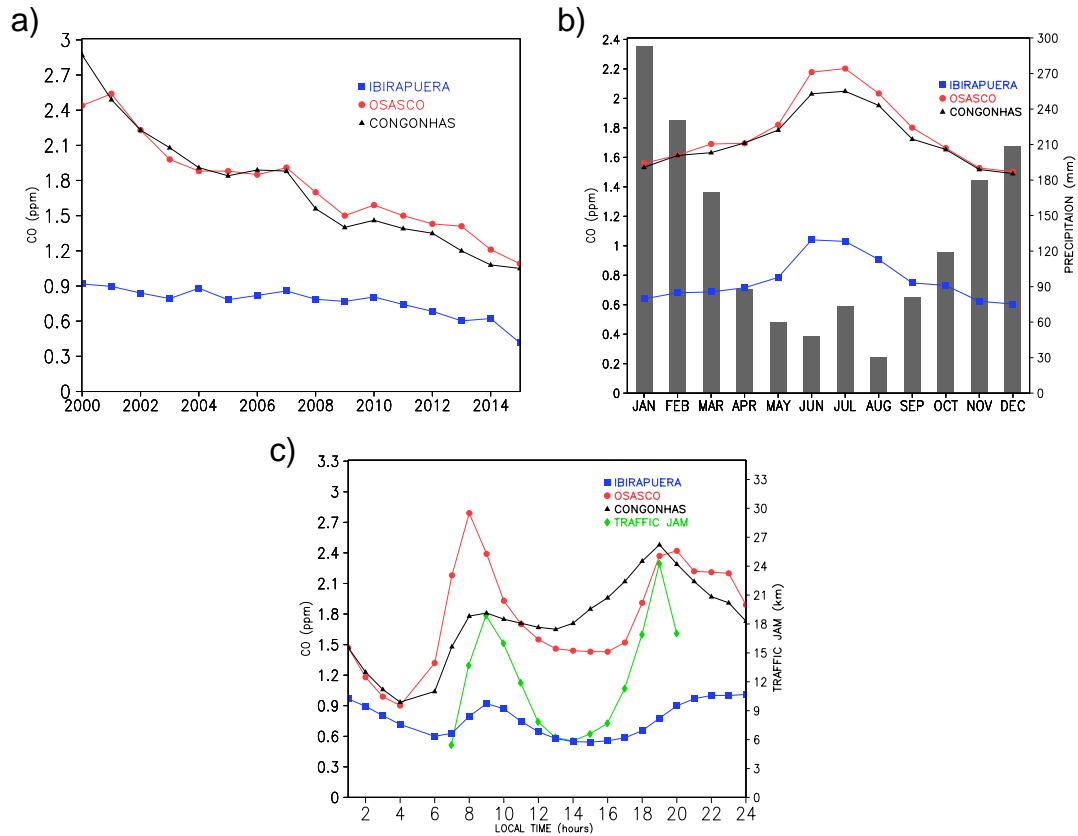 a)
3
2.7
2.4
2.1
1.8
1.5
1.2
0.9
0.6
0.3
0
CO (ppm)
IBIRAPUERA
OSASCO
CONGONHAS
2000 2002 2004 2006 2008 2010 2012 2014
b)
2.4
2.2
2
1.8
1.6
1.4
1.2
1
0.8
0.6
0.4
0.2
0
CO (ppm)
IBIRAPUERA
OSASCO
CONGONHAS
300
270
240
210
180
150
120
90
60
30
0
PRECIPITAION (mm)
JAN FEB MAR APR MAY JUN JUL AUG SEP OCT NOV DEC
c)
3.3
3
2.7
2.4
2.1
1.8
1.5
1.2
0.9
0.6
0.3
0
CO (ppm)
IBIRAPUERA
OSASCO
CONGONHAS
TRAFFIC JAM
33
30
27
24
21
18
15
12
9
6
3
0
TRAFFIC JAM (km)
2 4 6 8 10 12 14 16 18 20 22 24
LOCAL TIME (hours)